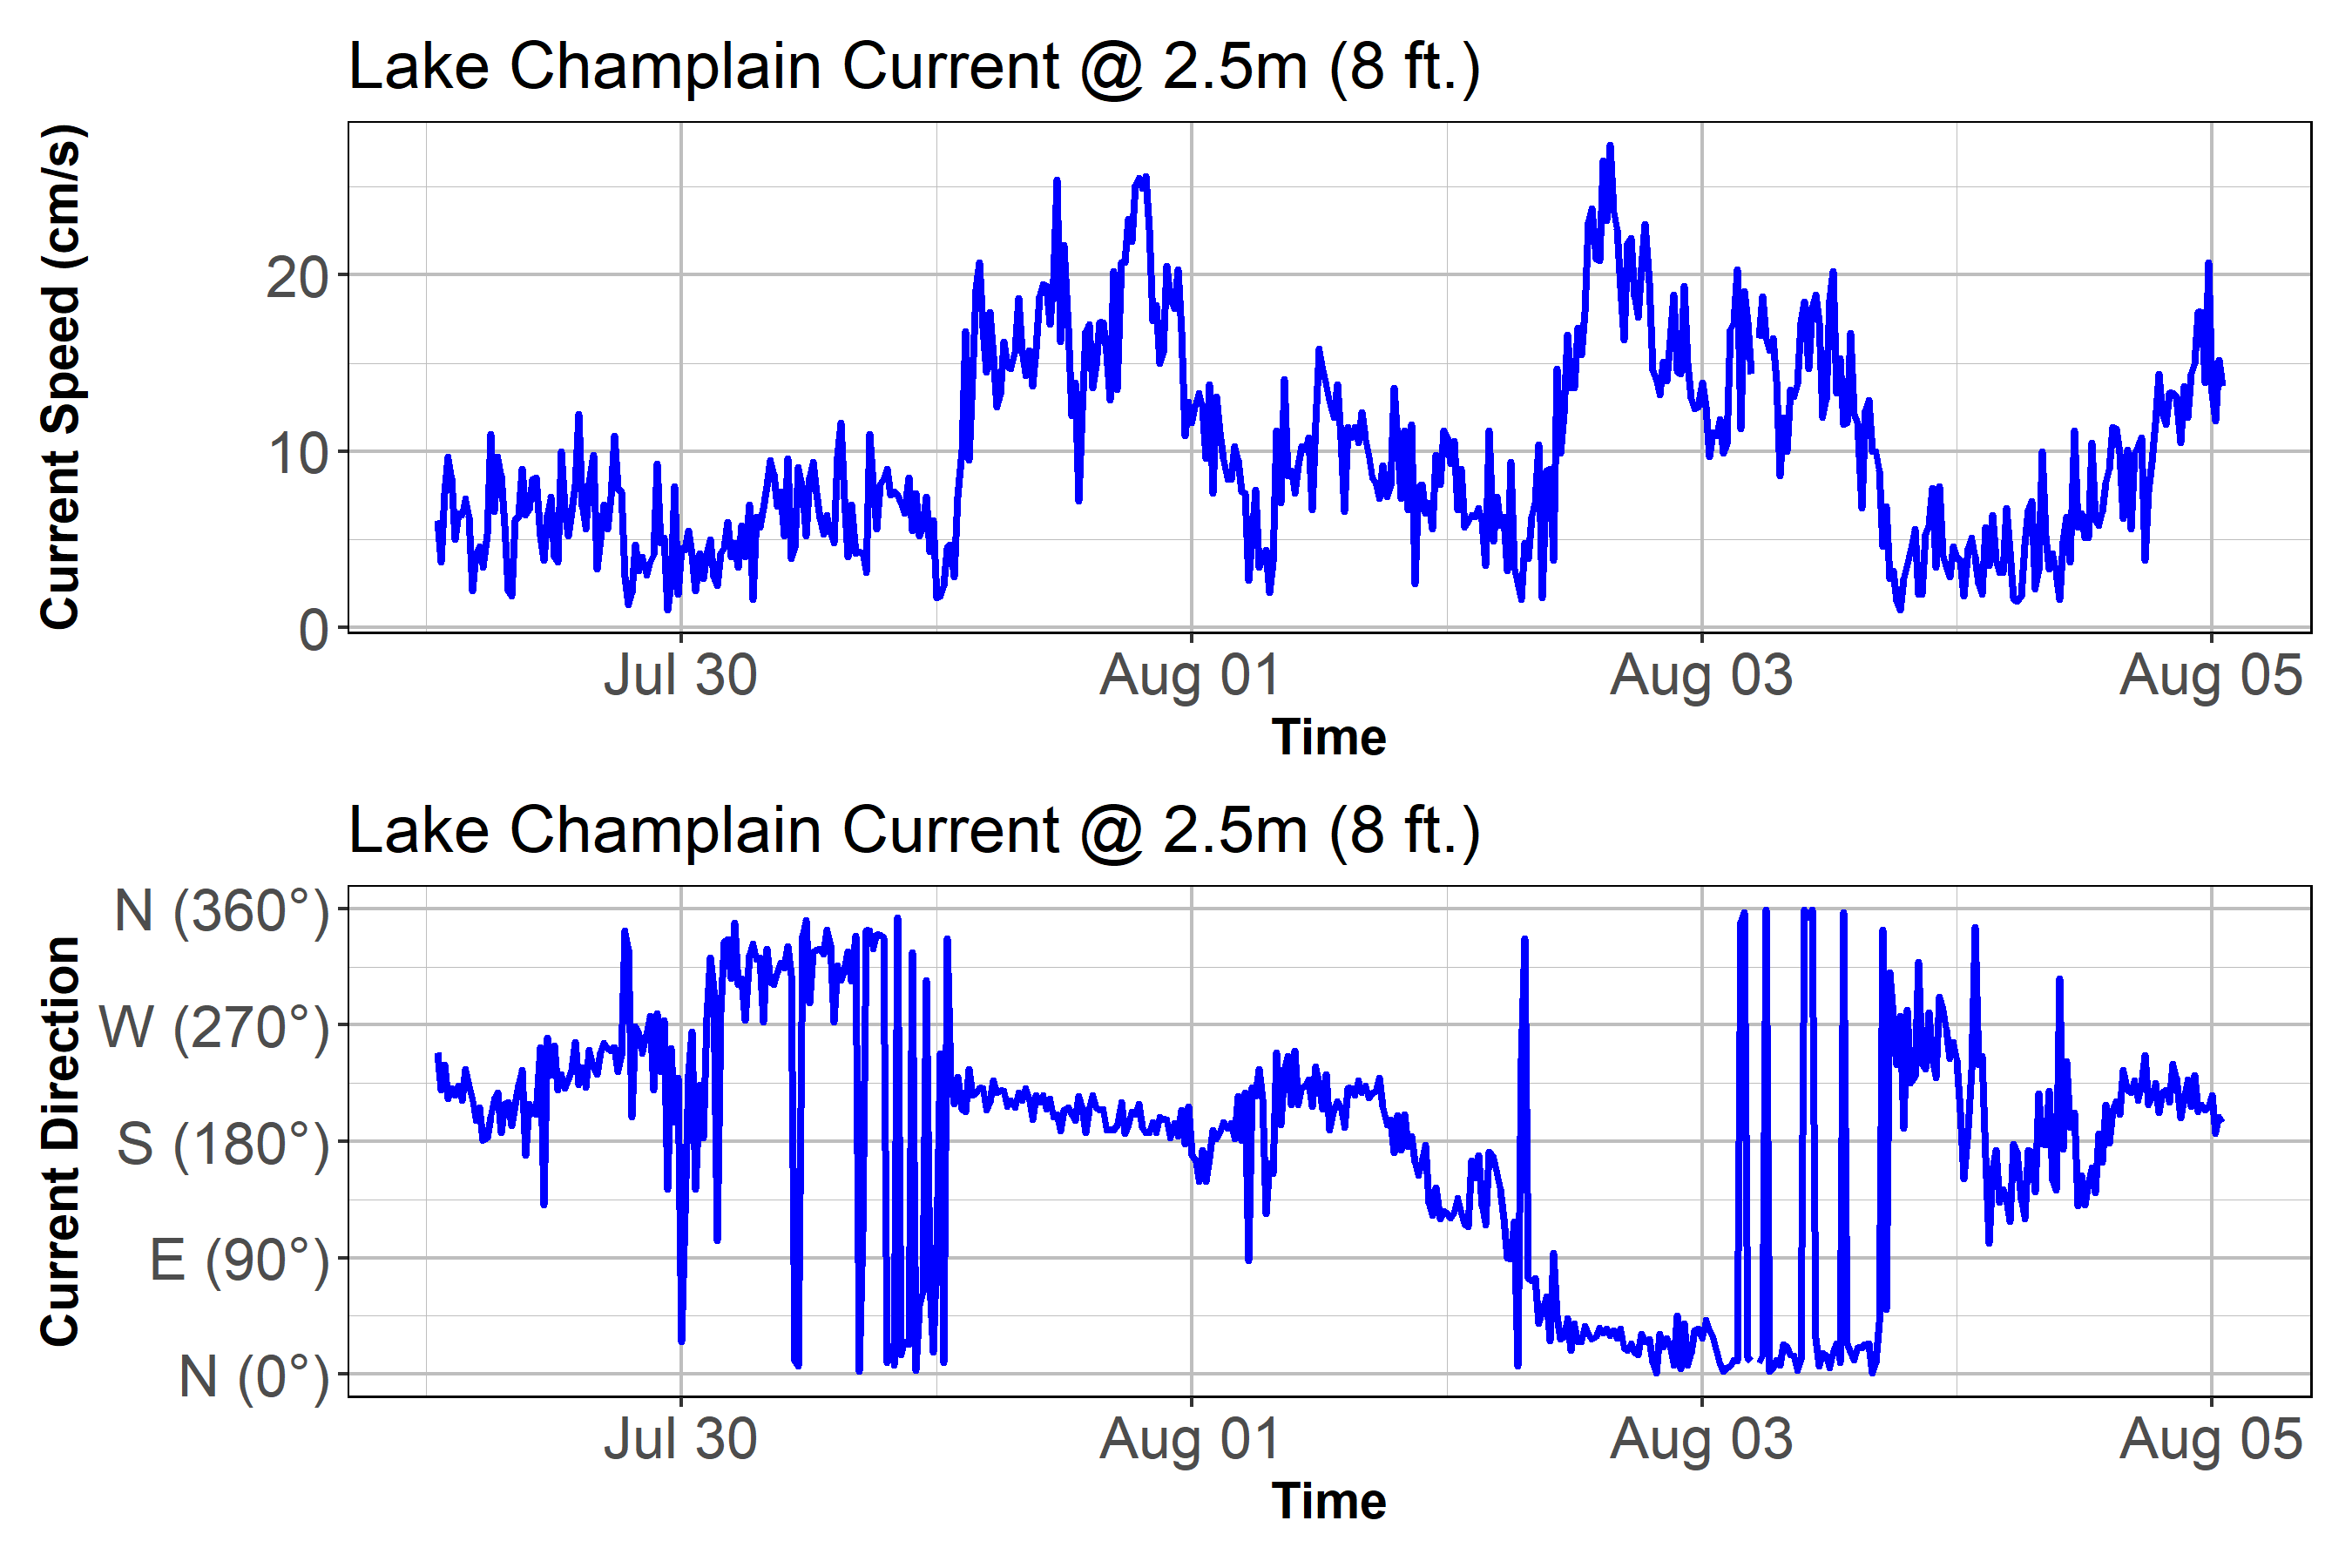 Lake Champlain Current @ 2.5m (8 ft.)
Current Speed (cm/s)
20
10
0
Jul 30 Aug 01 Aug 03 Aug 05
Time
Lake Champlain Current @ 2.5m (8 ft.)
Current Direction
N (360°)
W (270°)
S (180°)
E (90°)
N (0°)
Jul 30 Aug 01 Aug 03 Aug 05
Time